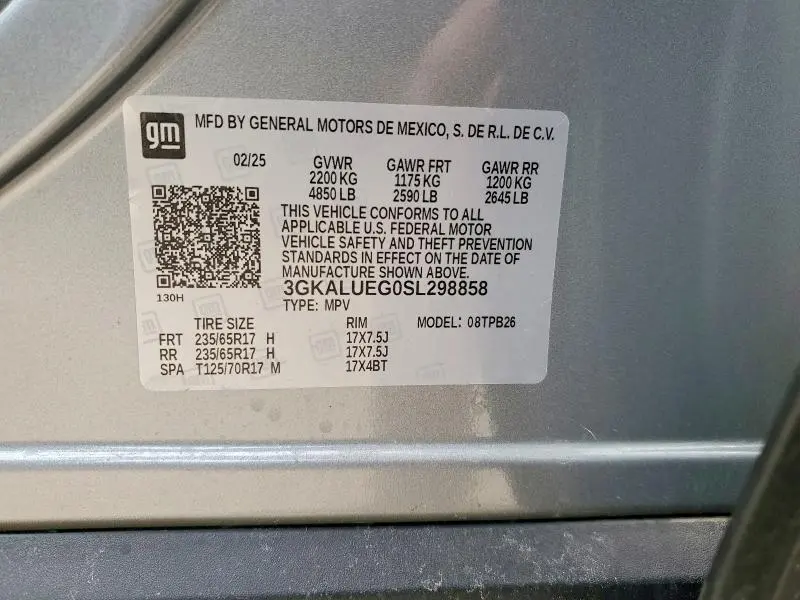 gm MFD BY GENERAL MOTORS DE MEXICO, S. DE R.L. DE C.V.
02/25 GVWR GAWR FRT GAWR RR
2200 KG 1175 KG 1200 KG
4850 LB 2590 LB 2645 LB
THIS VEHICLE CONFORMS TO ALL
APPLICABLE U.S. FEDERAL MOTOR
VEHICLE SAFETY AND THEFT PREVENTION
STANDARDS IN EFFECT ON THE DATE OF
MANUFACTURE SHOWN ABOVE.
130H
3GKALUEG0SL298858
TYPE: MPV
TIRE SIZE RIM MODEL: 08TPB26
FRT 235/65R17 H 17X7.5J
RR 235/65R17 H 17X7.5J
SPA T125/70R17 M 17X4BT